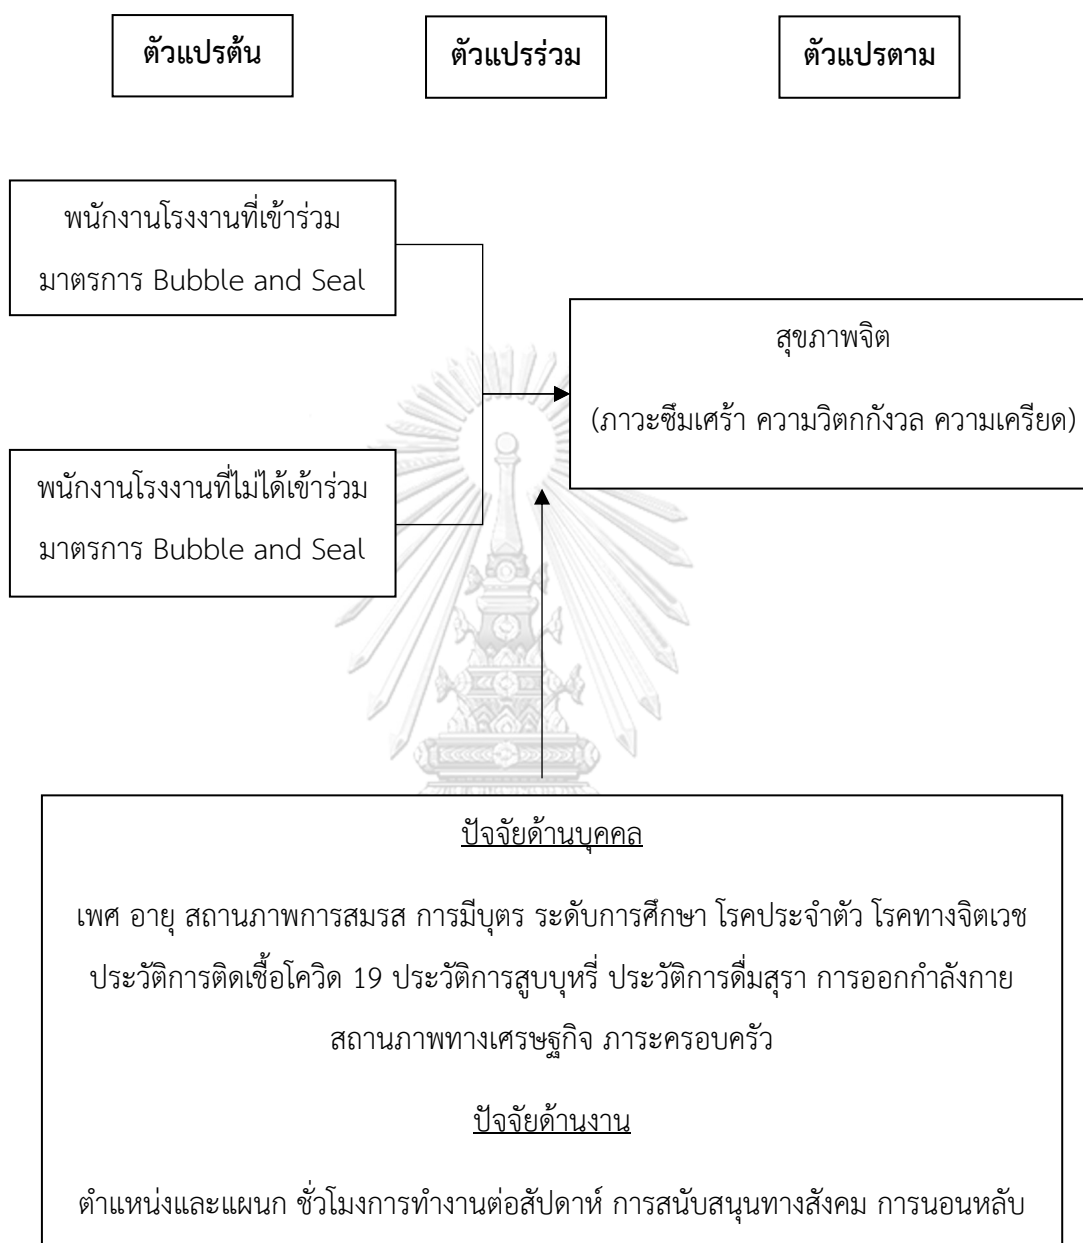 ตัวแปรต้น
ตัวแปรร่วม
ตัวแปรตาม
พนักงานโรงงานที่เข้าร่วม
มาตรการ Bubble and Seal
สุขภาพจิต
(ภาวะซึมเศร้า ความวิตกกังวล ความเครียด)
พนักงานโรงงานที่ไม่ได้เข้าร่วม
มาตรการ Bubble and Seal
ปัจจัยด้านบุคคล
เพศ อายุ สถานภาพการสมรส การมีบุตร ระดับการศึกษา โรคประจำตัว โรคทางจิตเวช
ประวัติการติดเชื้อโควิด 19 ประวัติการสูบบุหรี่ ประวัติการดื่มสุรา การออกกำลังกาย
สถานภาพทางเศรษฐกิจ ภาระครอบครัว
ปัจจัยด้านงาน
ตำแหน่งและแผนก ชั่วโมงการทำงานต่อสัปดาห์ การสนับสนุนทางสังคม การนอนหลับ